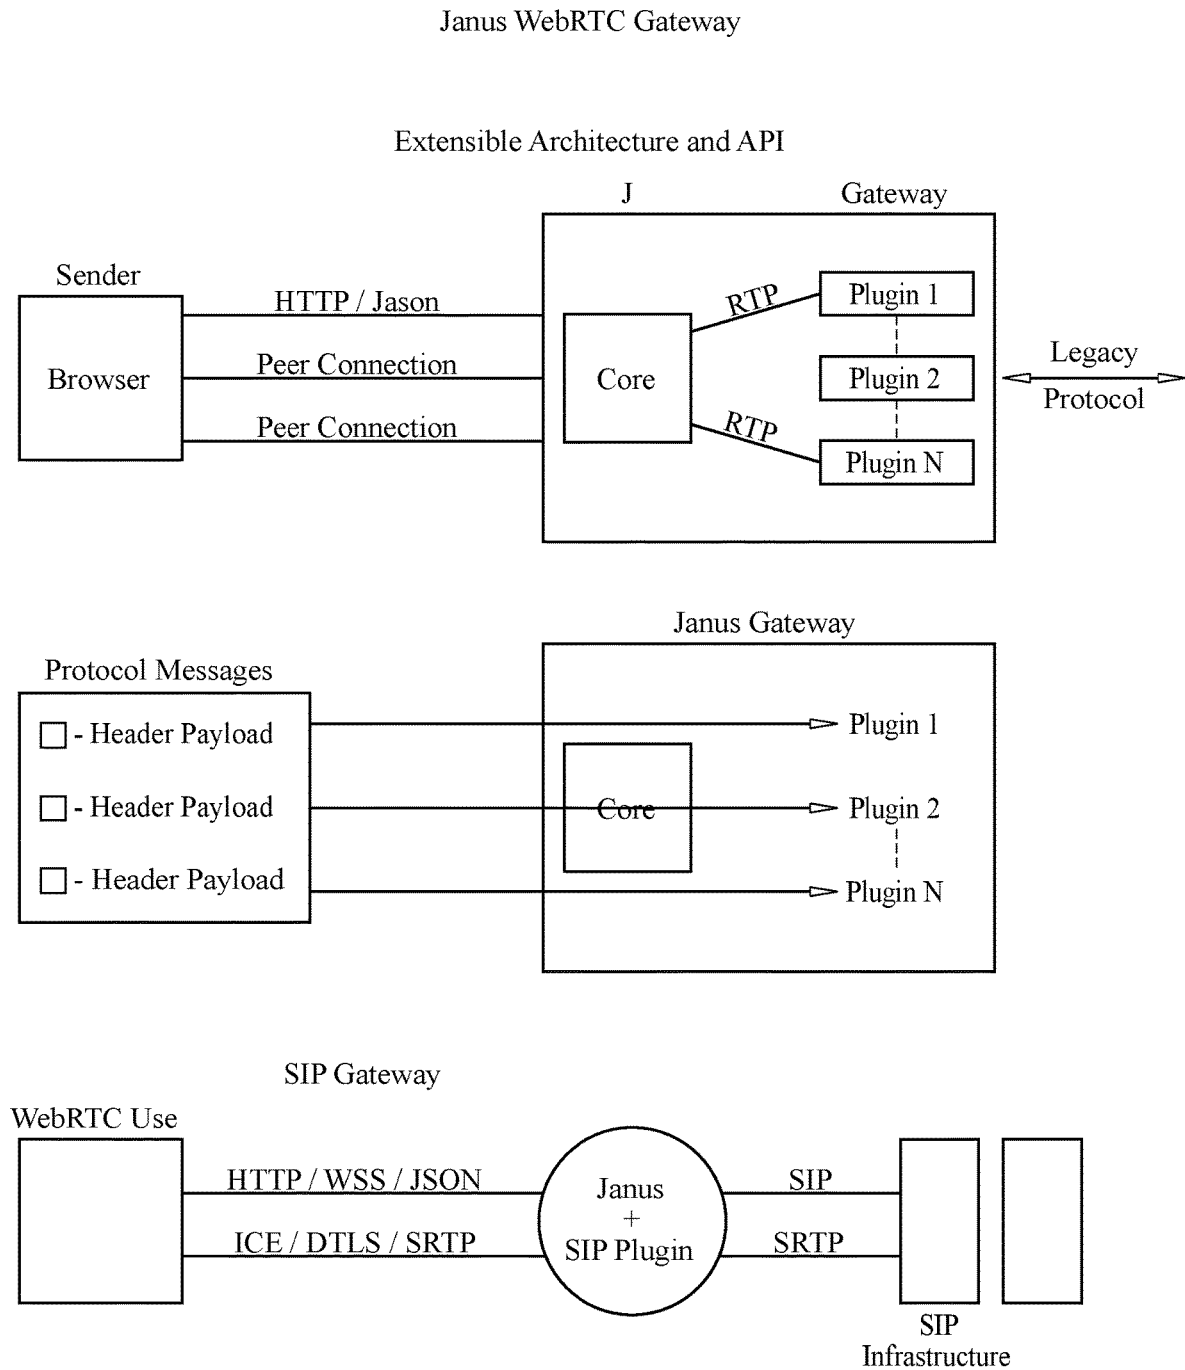 Janus WebRTC Gateway
Extensible Architecture and API
J
Gateway
Sender
Browser
HTTP / Jason
Peer Connection
Peer Connection
Core
RTP
RTP
Plugin 1
Plugin 2
Plugin N
Legacy
Protocol
Janus Gateway
Protocol Messages
- Header Payload
- Header Payload
- Header Payload
Core
Plugin 1
Plugin 2
Plugin N
SIP Gateway
WebRTC Use
HTTP / WSS / JSON
ICE / DTLS / SRTP
Janus
+
SIP Plugin
SIP
SRTP
SIP
Infrastructure